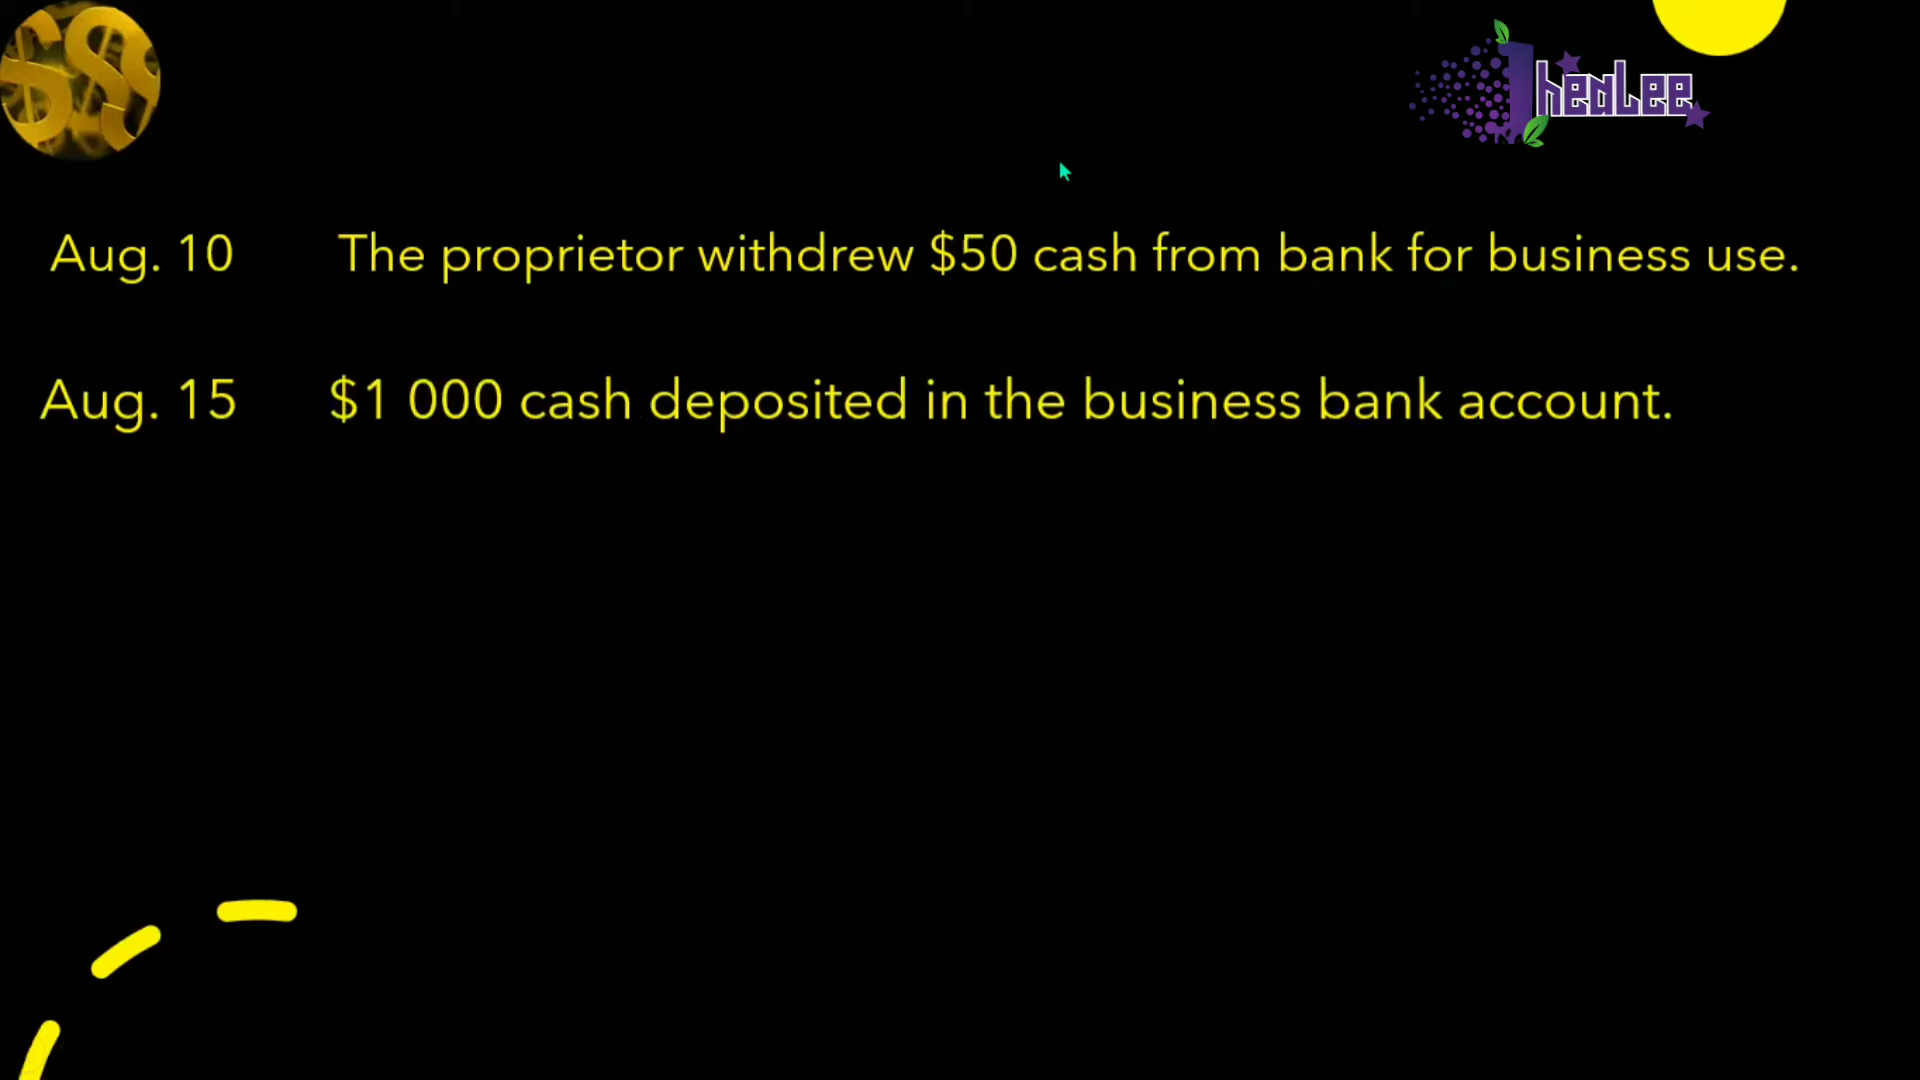 1heaLee
Aug. 10 The proprietor withdrew $50 cash from bank for business use.
Aug. 15 $1 000 cash deposited in the business bank account.